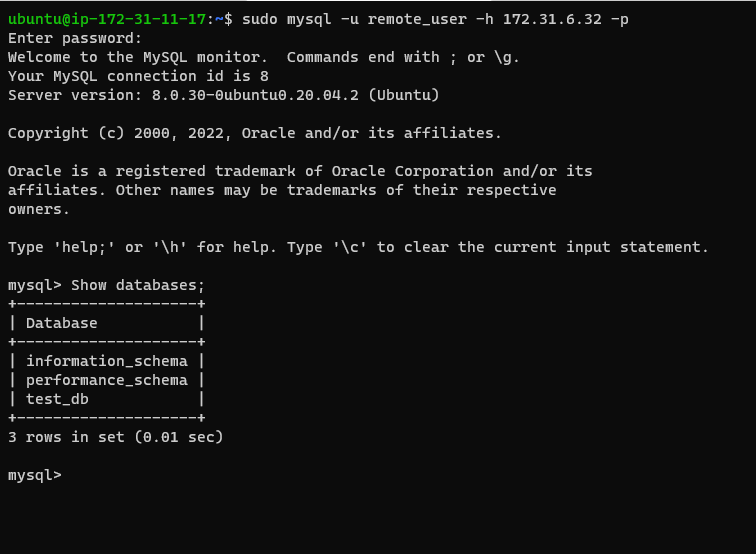 ubuntu@ip-172-31-11-17:~$ sudo mysql -u remote_user -h 172.31.6.32 -p
Enter password:
Welcome to the MySQL monitor.  Commands end with ; or \g.
Your MySQL connection id is 8
Server version: 8.0.30-0ubuntu0.20.04.2 (Ubuntu)
Copyright (c) 2000, 2022, Oracle and/or its affiliates.
Oracle is a registered trademark of Oracle Corporation and/or its
affiliates. Other names may be trademarks of their respective
owners.
Type 'help;' or '\h' for help. Type '\c' to clear the current input statement.
mysql> Show databases;
+--------------------+
| Database           |
+--------------------+
| information_schema |
| performance_schema |
| test_db            |
+--------------------+
3 rows in set (0.01 sec)
mysql>